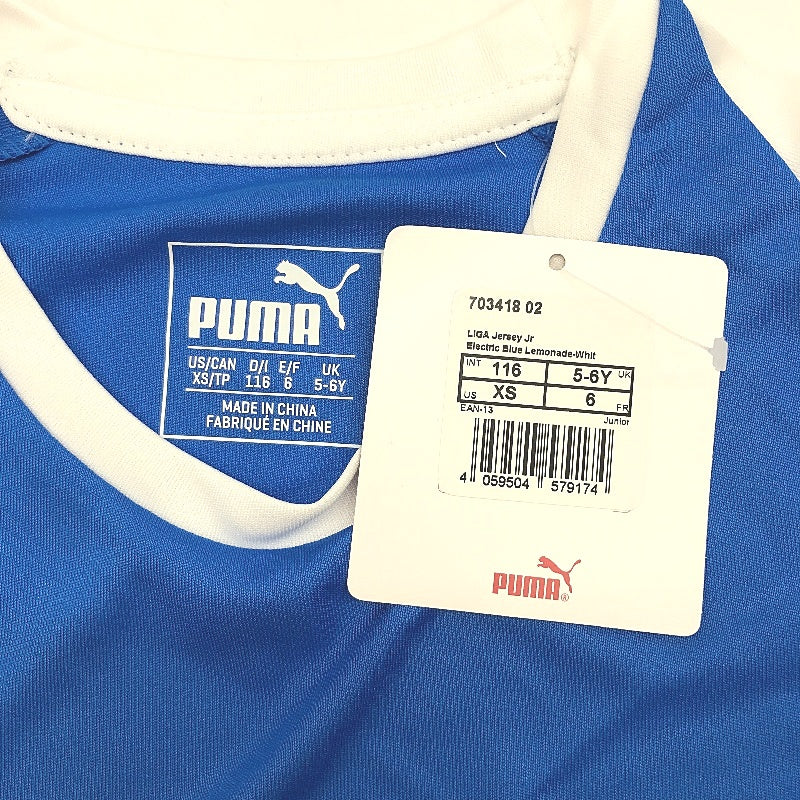 PUMA
US/CAN D/I E/F UK
XS/TP 116 6 5-6Y
MADE IN CHINA
FABRIQUÉ EN CHINE
703418 02
LIGA Jersey Jr
Electric Blue Lemonade-Whit
INT 116 5-6Y UK
US XS 6 FR
EAN-13 Junior
4 059504 579174
PUMA®